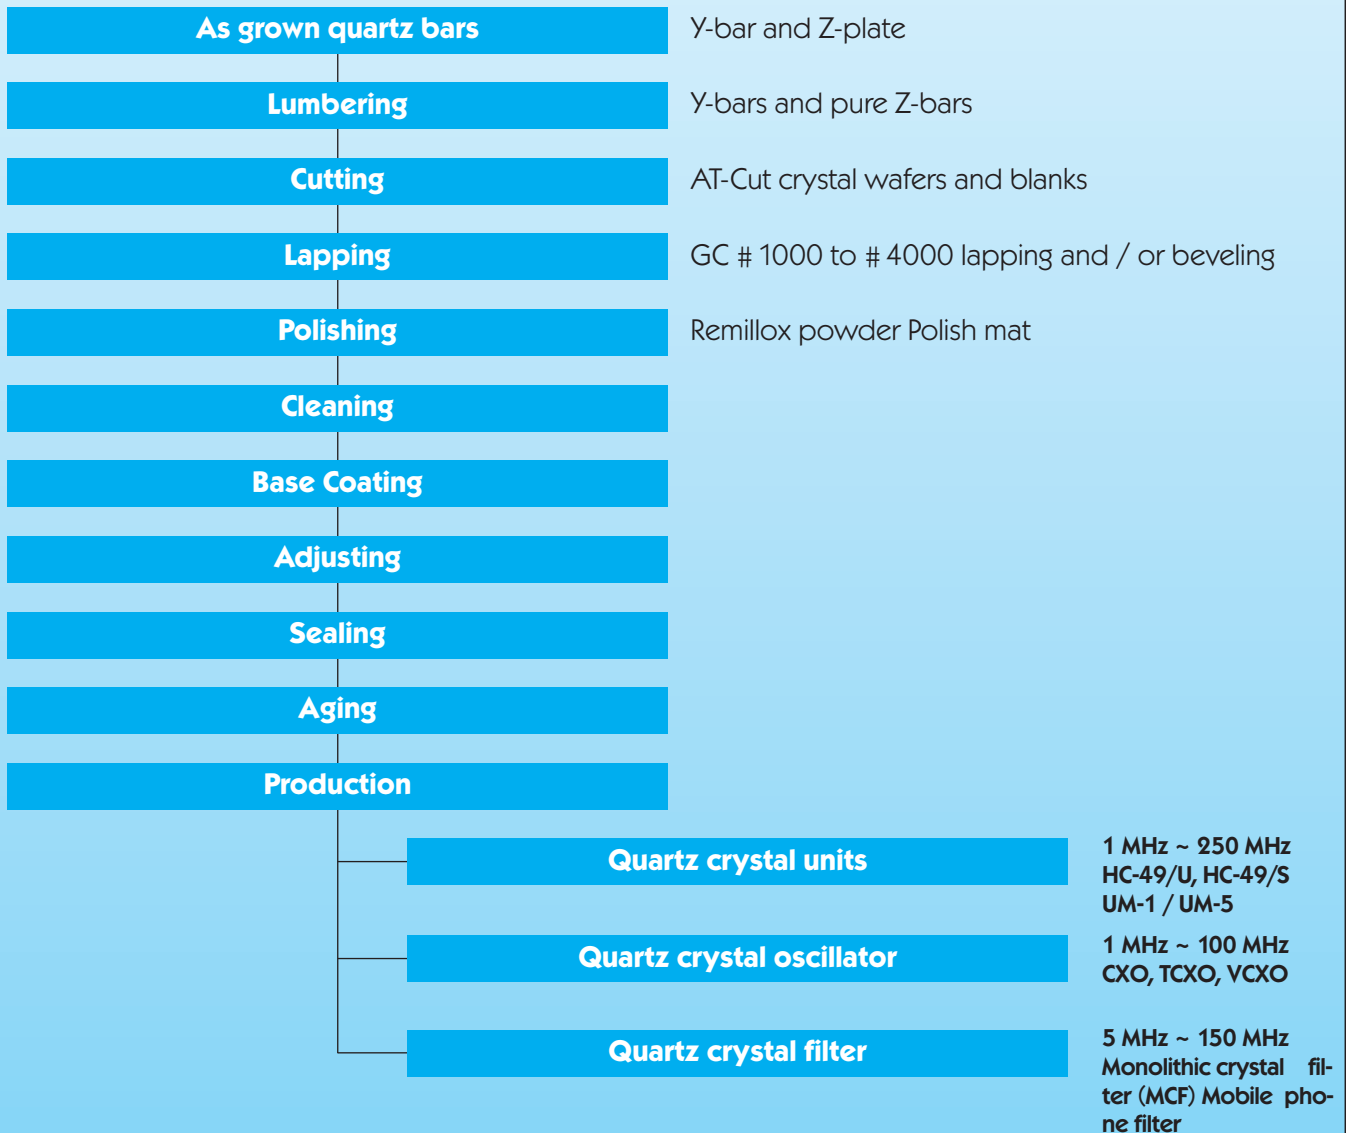 As grown quartz bars
Y-bar and Z-plate
Lumbering
Y-bars and pure Z-bars
Cutting
AT-Cut crystal wafers and blanks
Lapping
GC # 1000 to # 4000 lapping and / or beveling
Polishing
Remillox powder Polish mat
Cleaning
Base Coating
Adjusting
Sealing
Aging
Production
Quartz crystal units
1 MHz ~ 250 MHz
HC-49/U, HC-49/S
UM-1 / UM-5
Quartz crystal oscillator
1 MHz ~ 100 MHz
CXO, TCXO, VCXO
Quartz crystal filter
5 MHz ~ 150 MHz
Monolithic crystal fil-
ter (MCF) Mobile pho-
ne filter